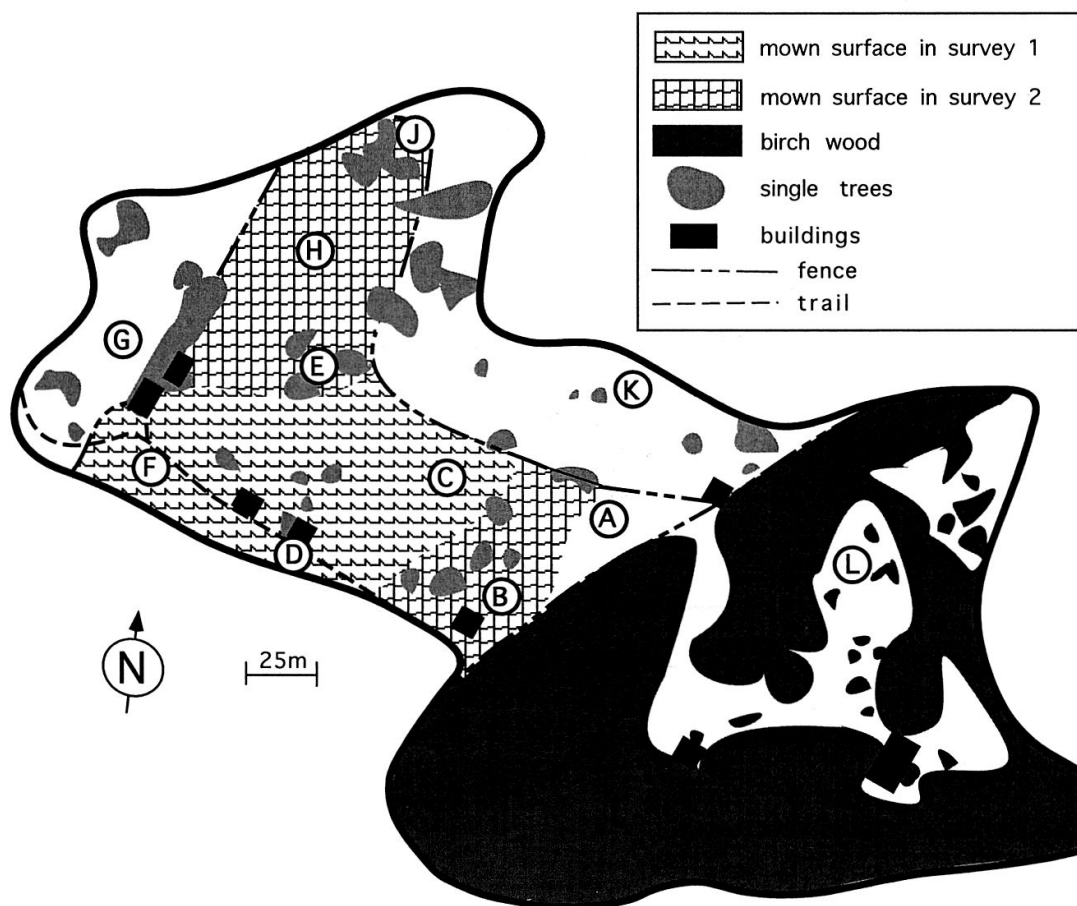 mown surface in survey 1
mown surface in survey 2
birch wood
single trees
buildings
fence
trail
J
H
G
E
K
F
C
A
D
L
B
N
25m